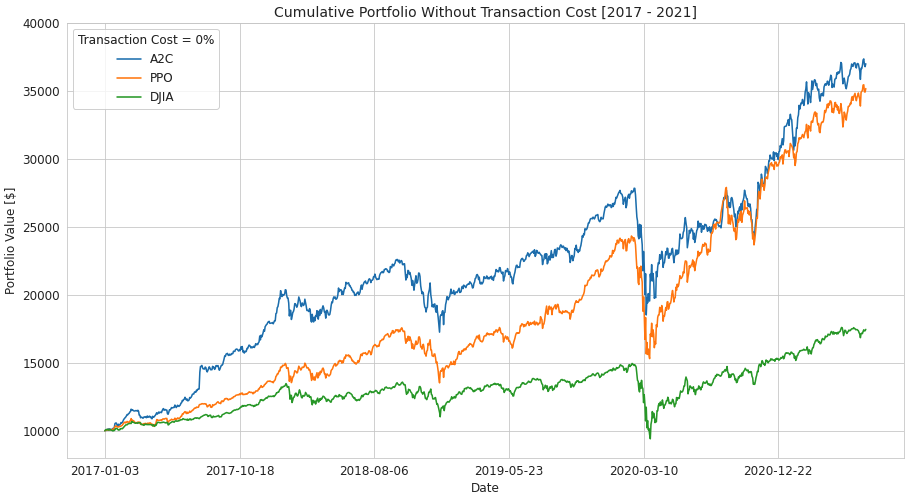 Cumulative Portfolio Without Transaction Cost [2017 - 2021]
Transaction Cost = 0%
A2C
PPO
DJIA
Portfolio Value [$]
40000
35000
30000
25000
20000
15000
10000
2017-01-03
2017-10-18
2018-08-06
2019-05-23
2020-03-10
2020-12-22
Date